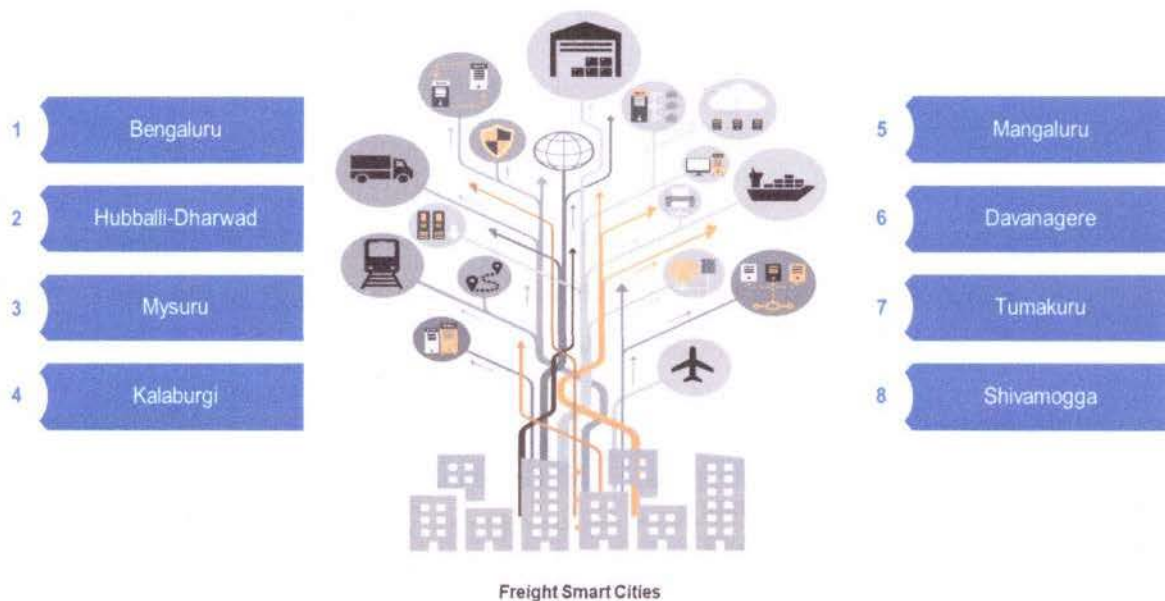 1 Bengaluru
2 Hubballi-Dharwad
3 Mysuru
4 Kalaburgi
5 Mangaluru
6 Davanagere
7 Tumakuru
8 Shivamogga
Freight Smart Cities